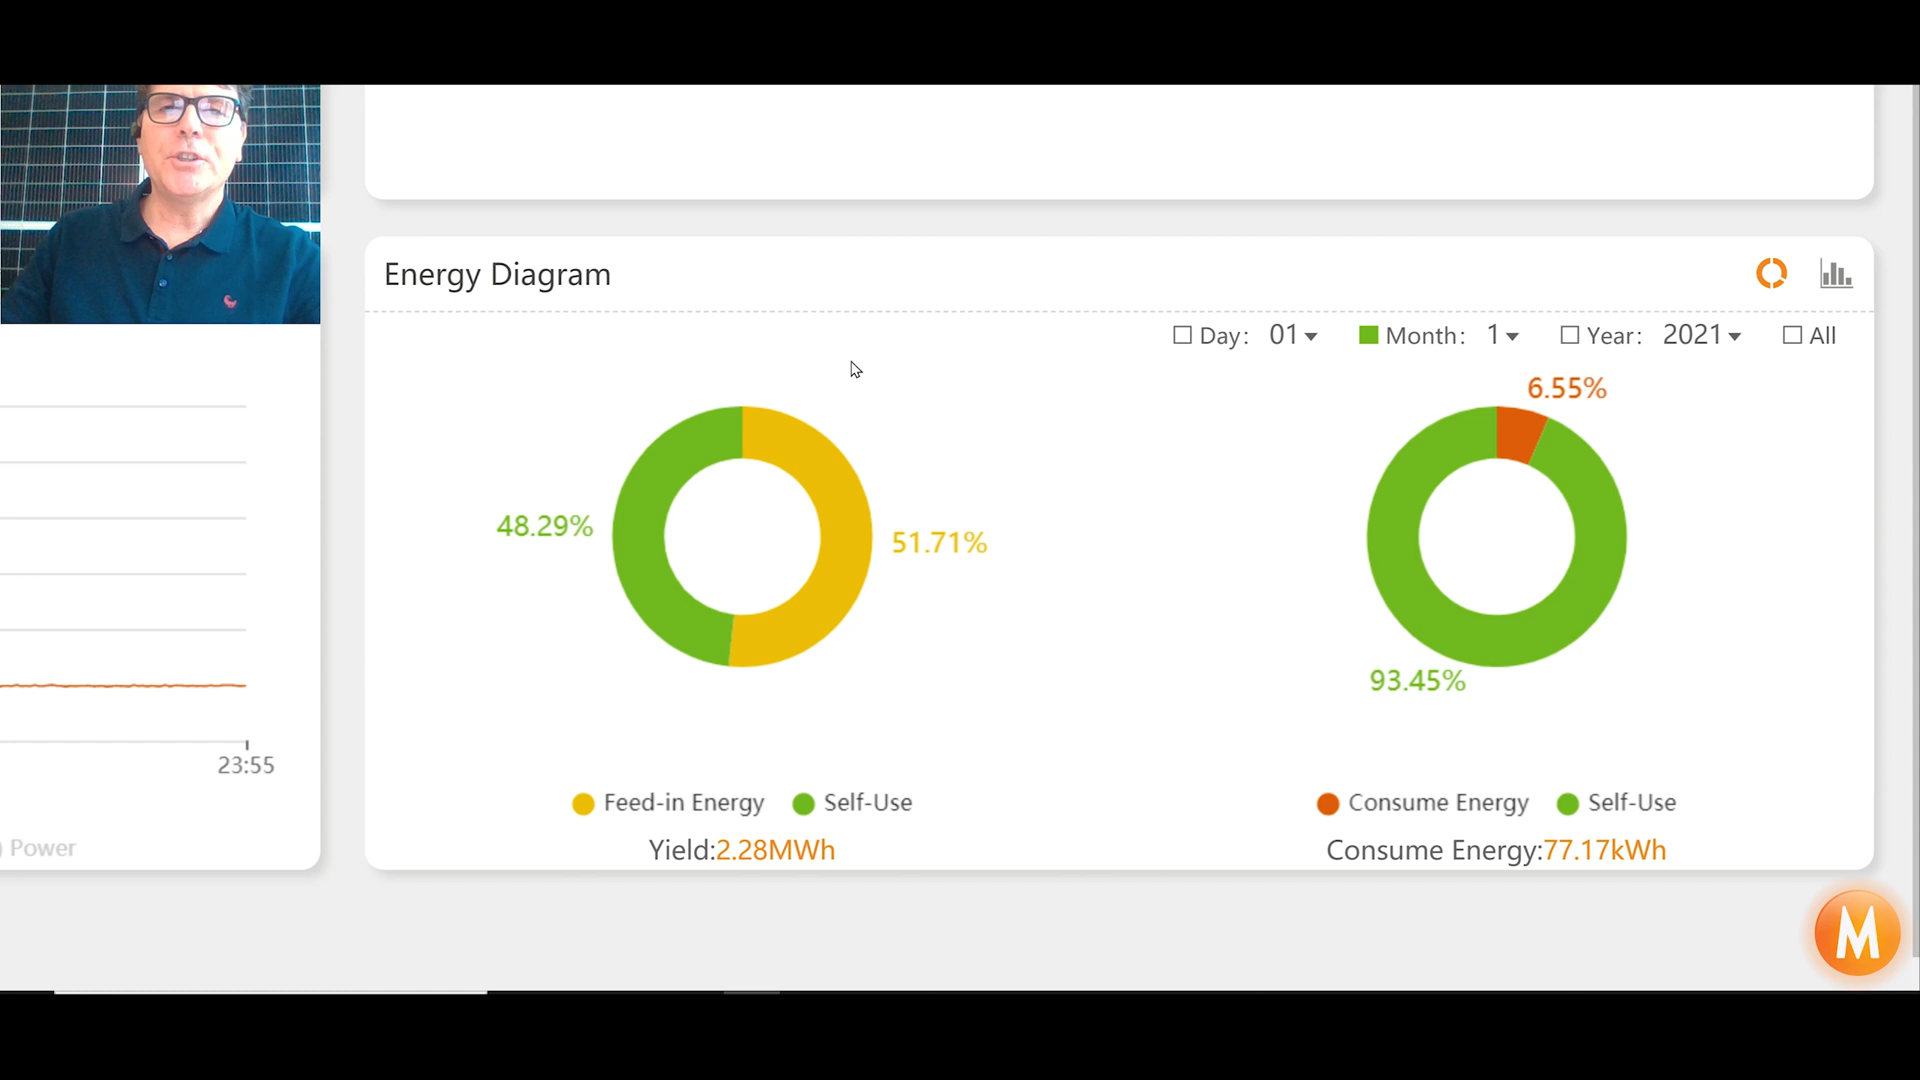 Energy Diagram
Day: 01 Month: 1 Year: 2021 All
6.55%
48.29%
51.71%
93.45%
23:55
Feed-in Energy Self-Use
Consume Energy Self-Use
Power
Yield:2.28MWh
Consume Energy:77.17kWh
M